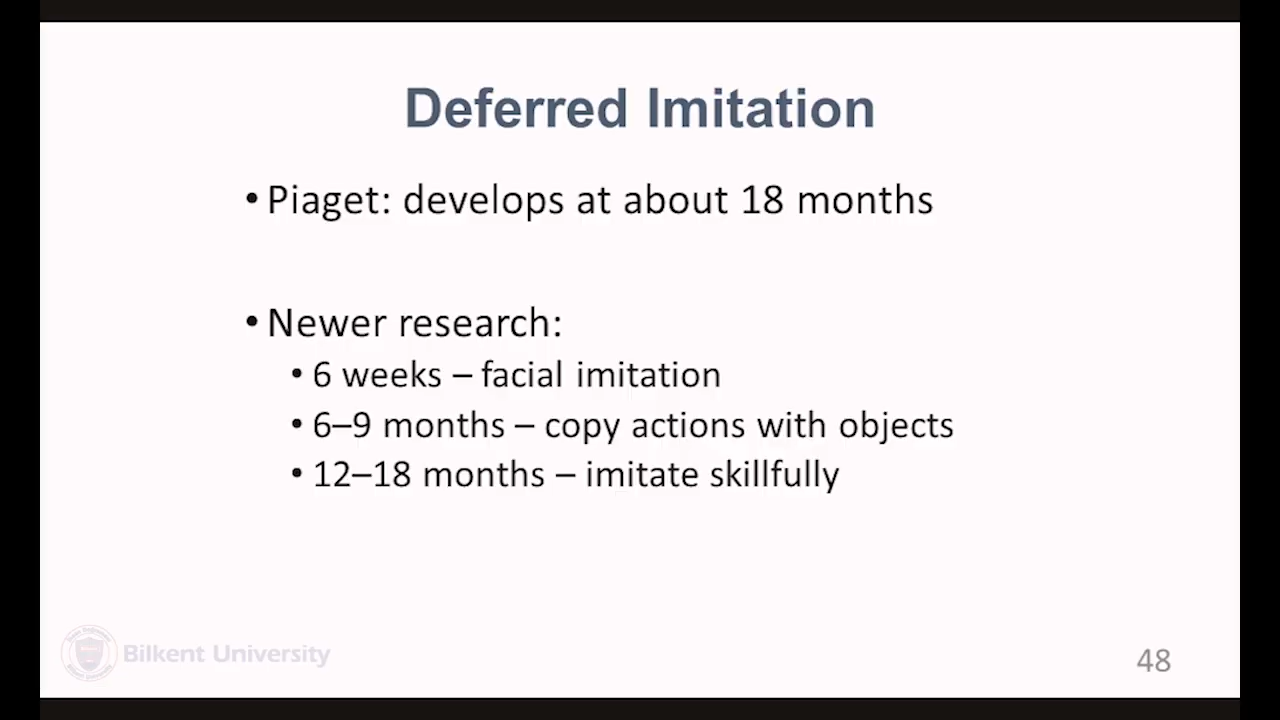 Deferred Imitation
• Piaget: develops at about 18 months
• Newer research:
• 6 weeks – facial imitation
• 6–9 months – copy actions with objects
• 12–18 months – imitate skillfully
Bilkent University
48